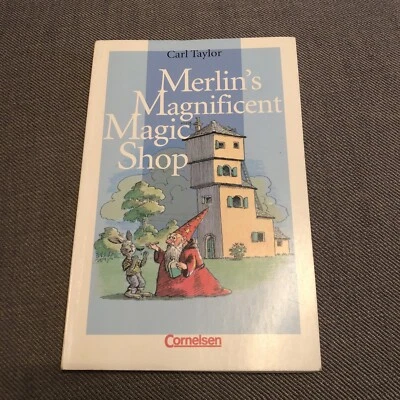 Carl Taylor
Merlin's
Magnificent
Magic
Shop
Cornelsen